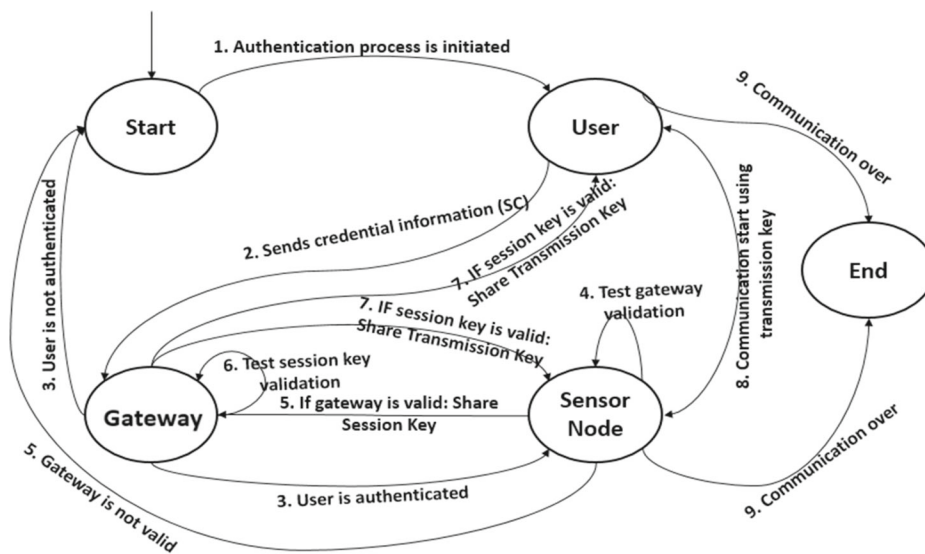 1. Authentication process is initiated
Start
User
9. Communication over
2. Sends credential information (SC)
7. IF session key is valid:
Share Transmission Key
3. User is not authenticated
8. Communication start using
transmission key
End
4. Test gateway
validation
7. IF session key is valid:
Share Transmission Key
6. Test session key
validation
Gateway
5. If gateway is valid: Share
Session Key
Sensor
Node
3. User is authenticated
5. Gateway is not valid
9. Communication over